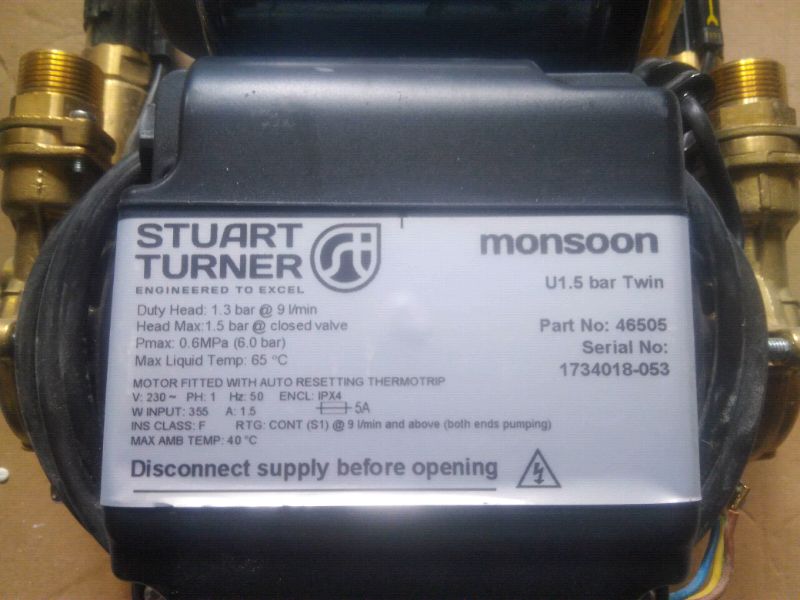 STUART
TURNER
ENGINEERED TO EXCEL
monsoon
U1.5 bar Twin
Duty Head: 1.3 bar @ 9 l/min
Head Max:1.5 bar @ closed valve
Pmax: 0.6MPa (6.0 bar)
Max Liquid Temp: 65 °C
Part No: 46505
Serial No:
1734018-053
MOTOR FITTED WITH AUTO RESETTING THERMOTRIP
V: 230 ~ PH: 1 Hz: 50 ENCL: IPX4
W INPUT: 355 A: 1.5 5A
INS CLASS: F RTG: CONT (S1) @ 9 l/min and above (both ends pumping)
MAX AMB TEMP: 40 °C
Disconnect supply before opening